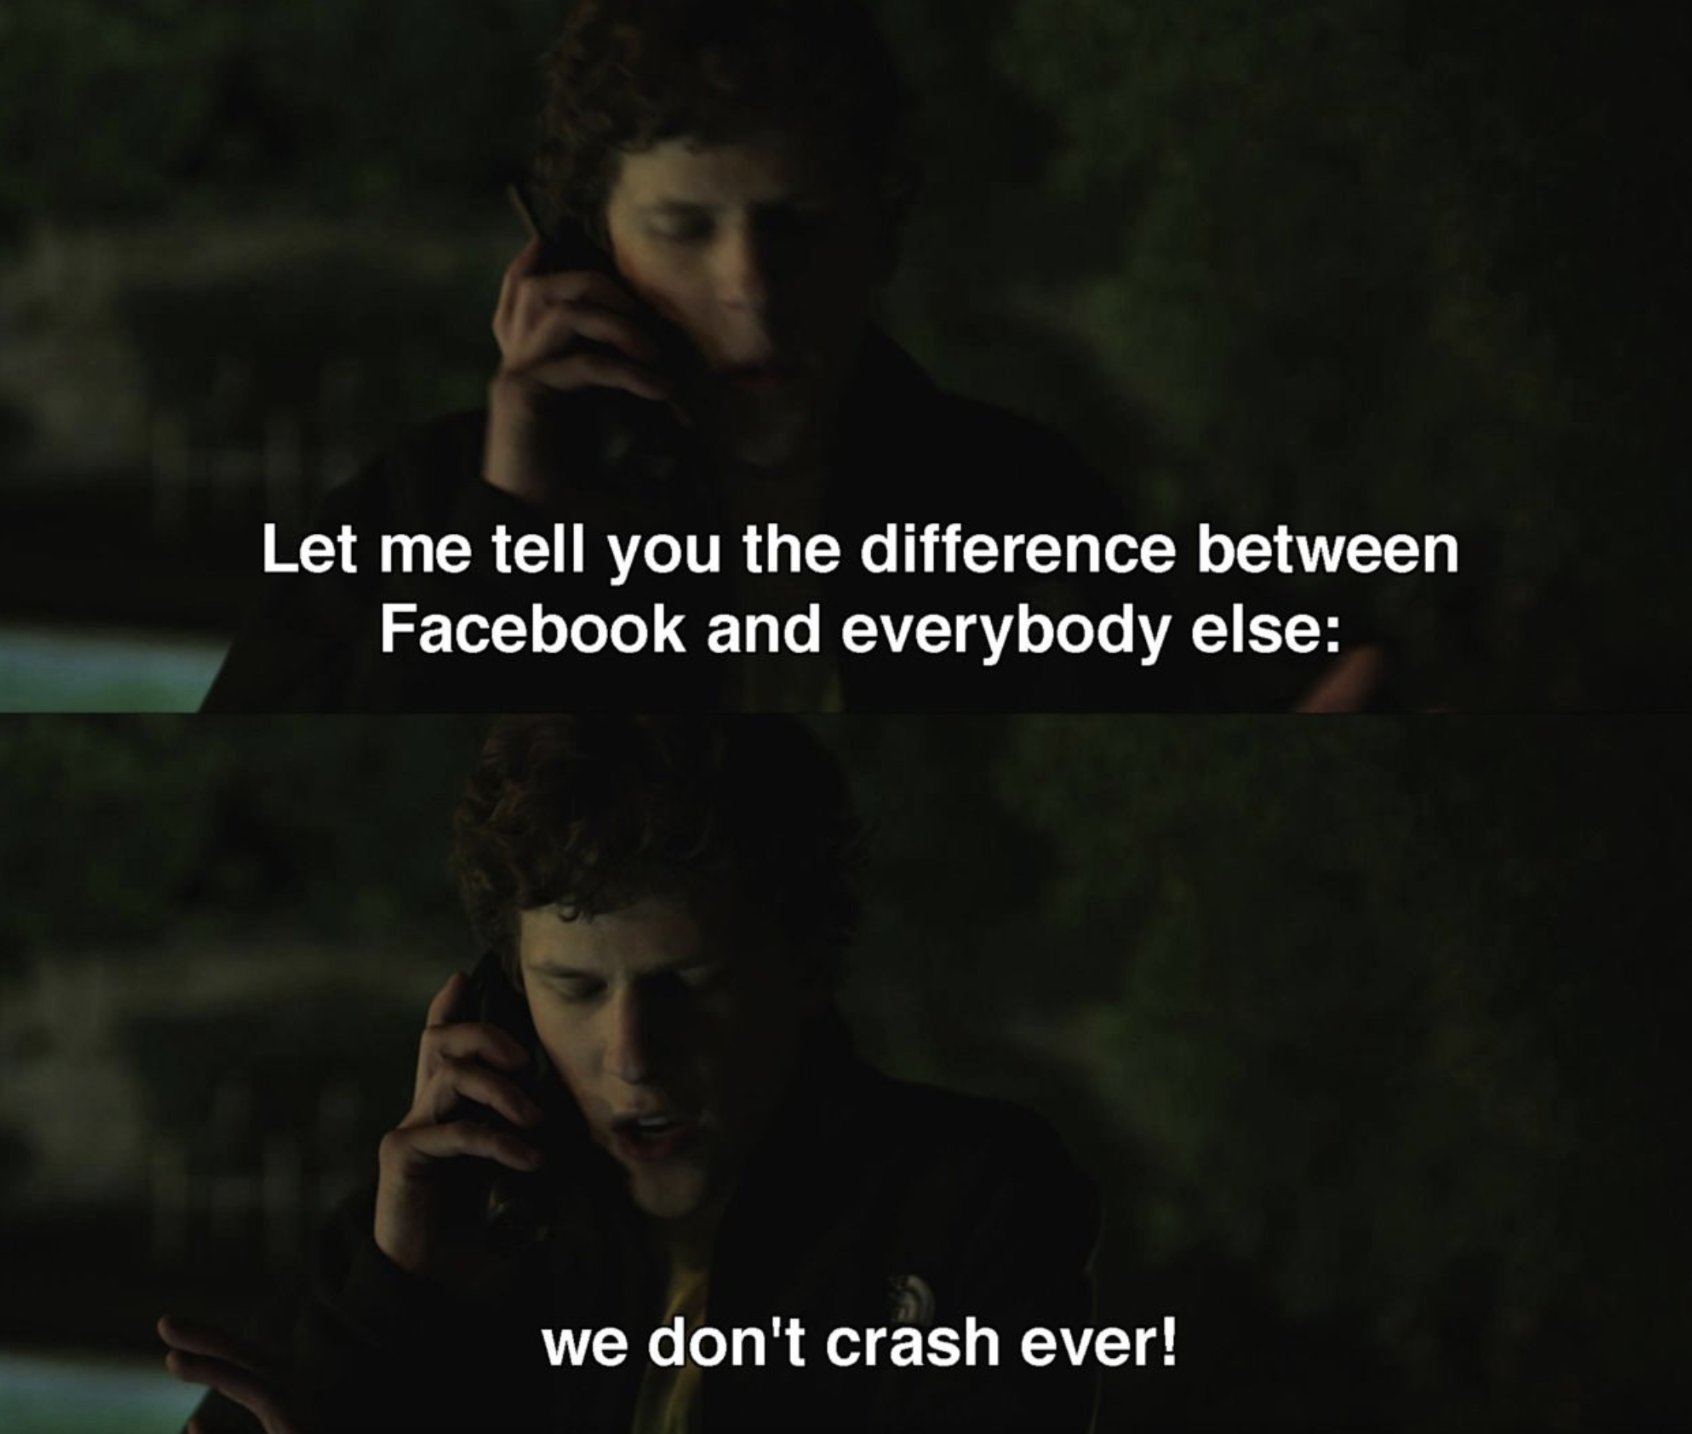 Let me tell you the difference between
Facebook and everybody else:
we don't crash ever!